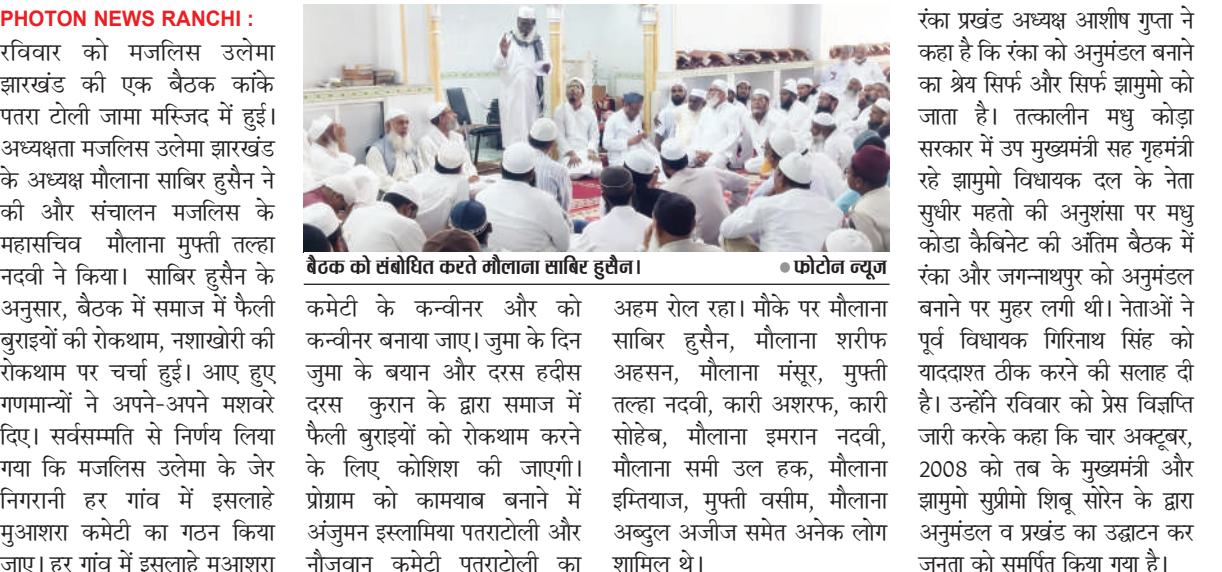 PHOTON NEWS RANCHI :
रविवार को मजलिस उलेमा
झारखंड की एक बैठक कांके
पतरा टोली जामा मस्जिद में हुई।
अध्यक्षता मजलिस उलेमा झारखंड
के अध्यक्ष मौलाना साबिर हुसैन ने
की और संचालन मजलिस के
महासचिव मौलाना मुफ्ती तल्हा
नदवी ने किया। साबिर हुसैन के
अनुसार, बैठक में समाज में फैली
बुराइयों की रोकथाम, नशाखोरी की
रोकथाम पर चर्चा हुई। आए हुए
गणमान्यों ने अपने-अपने मशवरे
दिए। सर्वसम्मति से निर्णय लिया
गया कि मजलिस उलेमा के जेर
निगरानी हर गांव में इसलाहे
मुआशरा कमेटी का गठन किया
जाए। हर गांव में इसलाहे मुआशरा
बैठक को संबोधित करते मौलाना साबिर हुसैन। ● फोटोन न्यूज
कमेटी के कन्वीनर और को
कन्वीनर बनाया जाए। जुमा के दिन
जुमा के बयान और दरस हदीस
दरस कुरान के द्वारा समाज में
फैली बुराइयों को रोकथाम करने
के लिए कोशिश की जाएगी।
प्रोग्राम को कामयाब बनाने में
अंजुमन इस्लामिया पतराटोली और
नौजवान कमेटी पतराटोली का
अहम रोल रहा। मौके पर मौलाना
साबिर हुसैन, मौलाना शरीफ
अहसन, मौलाना मंसूर, मुफ्ती
तल्हा नदवी, कारी अशरफ, कारी
सोहेब, मौलाना इमरान नदवी,
मौलाना समी उल हक, मौलाना
इम्तियाज, मुफ्ती वसीम, मौलाना
अब्दुल अजीज समेत अनेक लोग
शामिल थे।
रंका प्रखंड अध्यक्ष आशीष गुप्ता ने
कहा है कि रंका को अनुमंडल बनाने
का श्रेय सिर्फ और सिर्फ झामुमो को
जाता है। तत्कालीन मधु कोड़ा
सरकार में उप मुख्यमंत्री सह गृहमंत्री
रहे झामुमो विधायक दल के नेता
सुधीर महतो की अनुशंसा पर मधु
कोडा कैबिनेट की अंतिम बैठक में
रंका और जगन्नाथपुर को अनुमंडल
बनाने पर मुहर लगी थी। नेताओं ने
पूर्व विधायक गिरिनाथ सिंह को
याददाश्त ठीक करने की सलाह दी
है। उन्होंने रविवार को प्रेस विज्ञप्ति
जारी करके कहा कि चार अक्टूबर,
2008 को तब के मुख्यमंत्री और
झामुमो सुप्रीमो शिबू सोरेन के द्वारा
अनुमंडल व प्रखंड का उद्घाटन कर
जनता को समर्पित किया गया है।